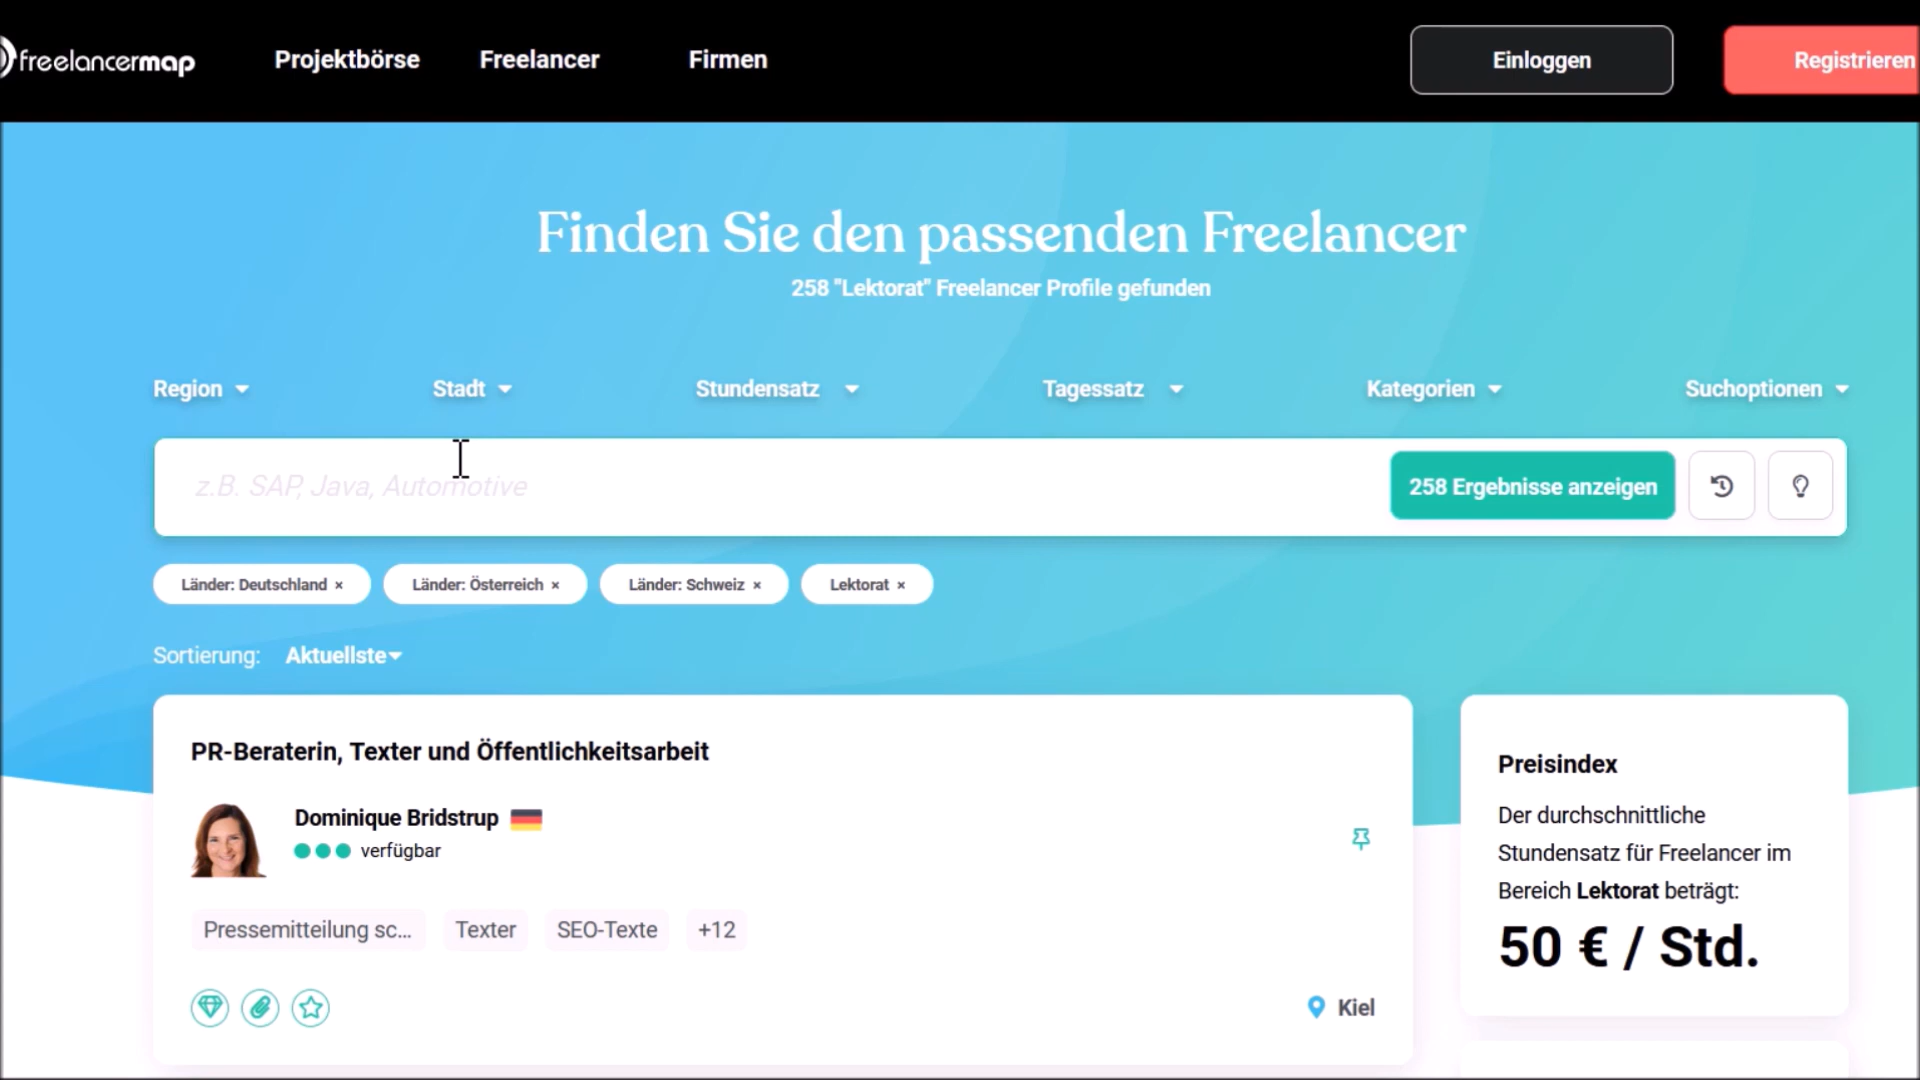 freelancermap
Projektbörse
Freelancer
Firmen
Einloggen
Registrieren
Finden Sie den passenden Freelancer
258 "Lektorat" Freelancer Profile gefunden
Region
Stadt
Stundensatz
Tagessatz
Kategorien
Suchoptionen
z.B. SAP, Java, Automotive
258 Ergebnisse anzeigen
Länder: Deutschland ×
Länder: Österreich ×
Länder: Schweiz ×
Lektorat ×
Sortierung: Aktuellste
PR-Beraterin, Texter und Öffentlichkeitsarbeit
Dominique Bridstrup
verfügbar
Pressemitteilung sc...
Texter
SEO-Texte
+12
Kiel
Preisindex
Der durchschnittliche
Stundensatz für Freelancer im
Bereich Lektorat beträgt:
50 € / Std.